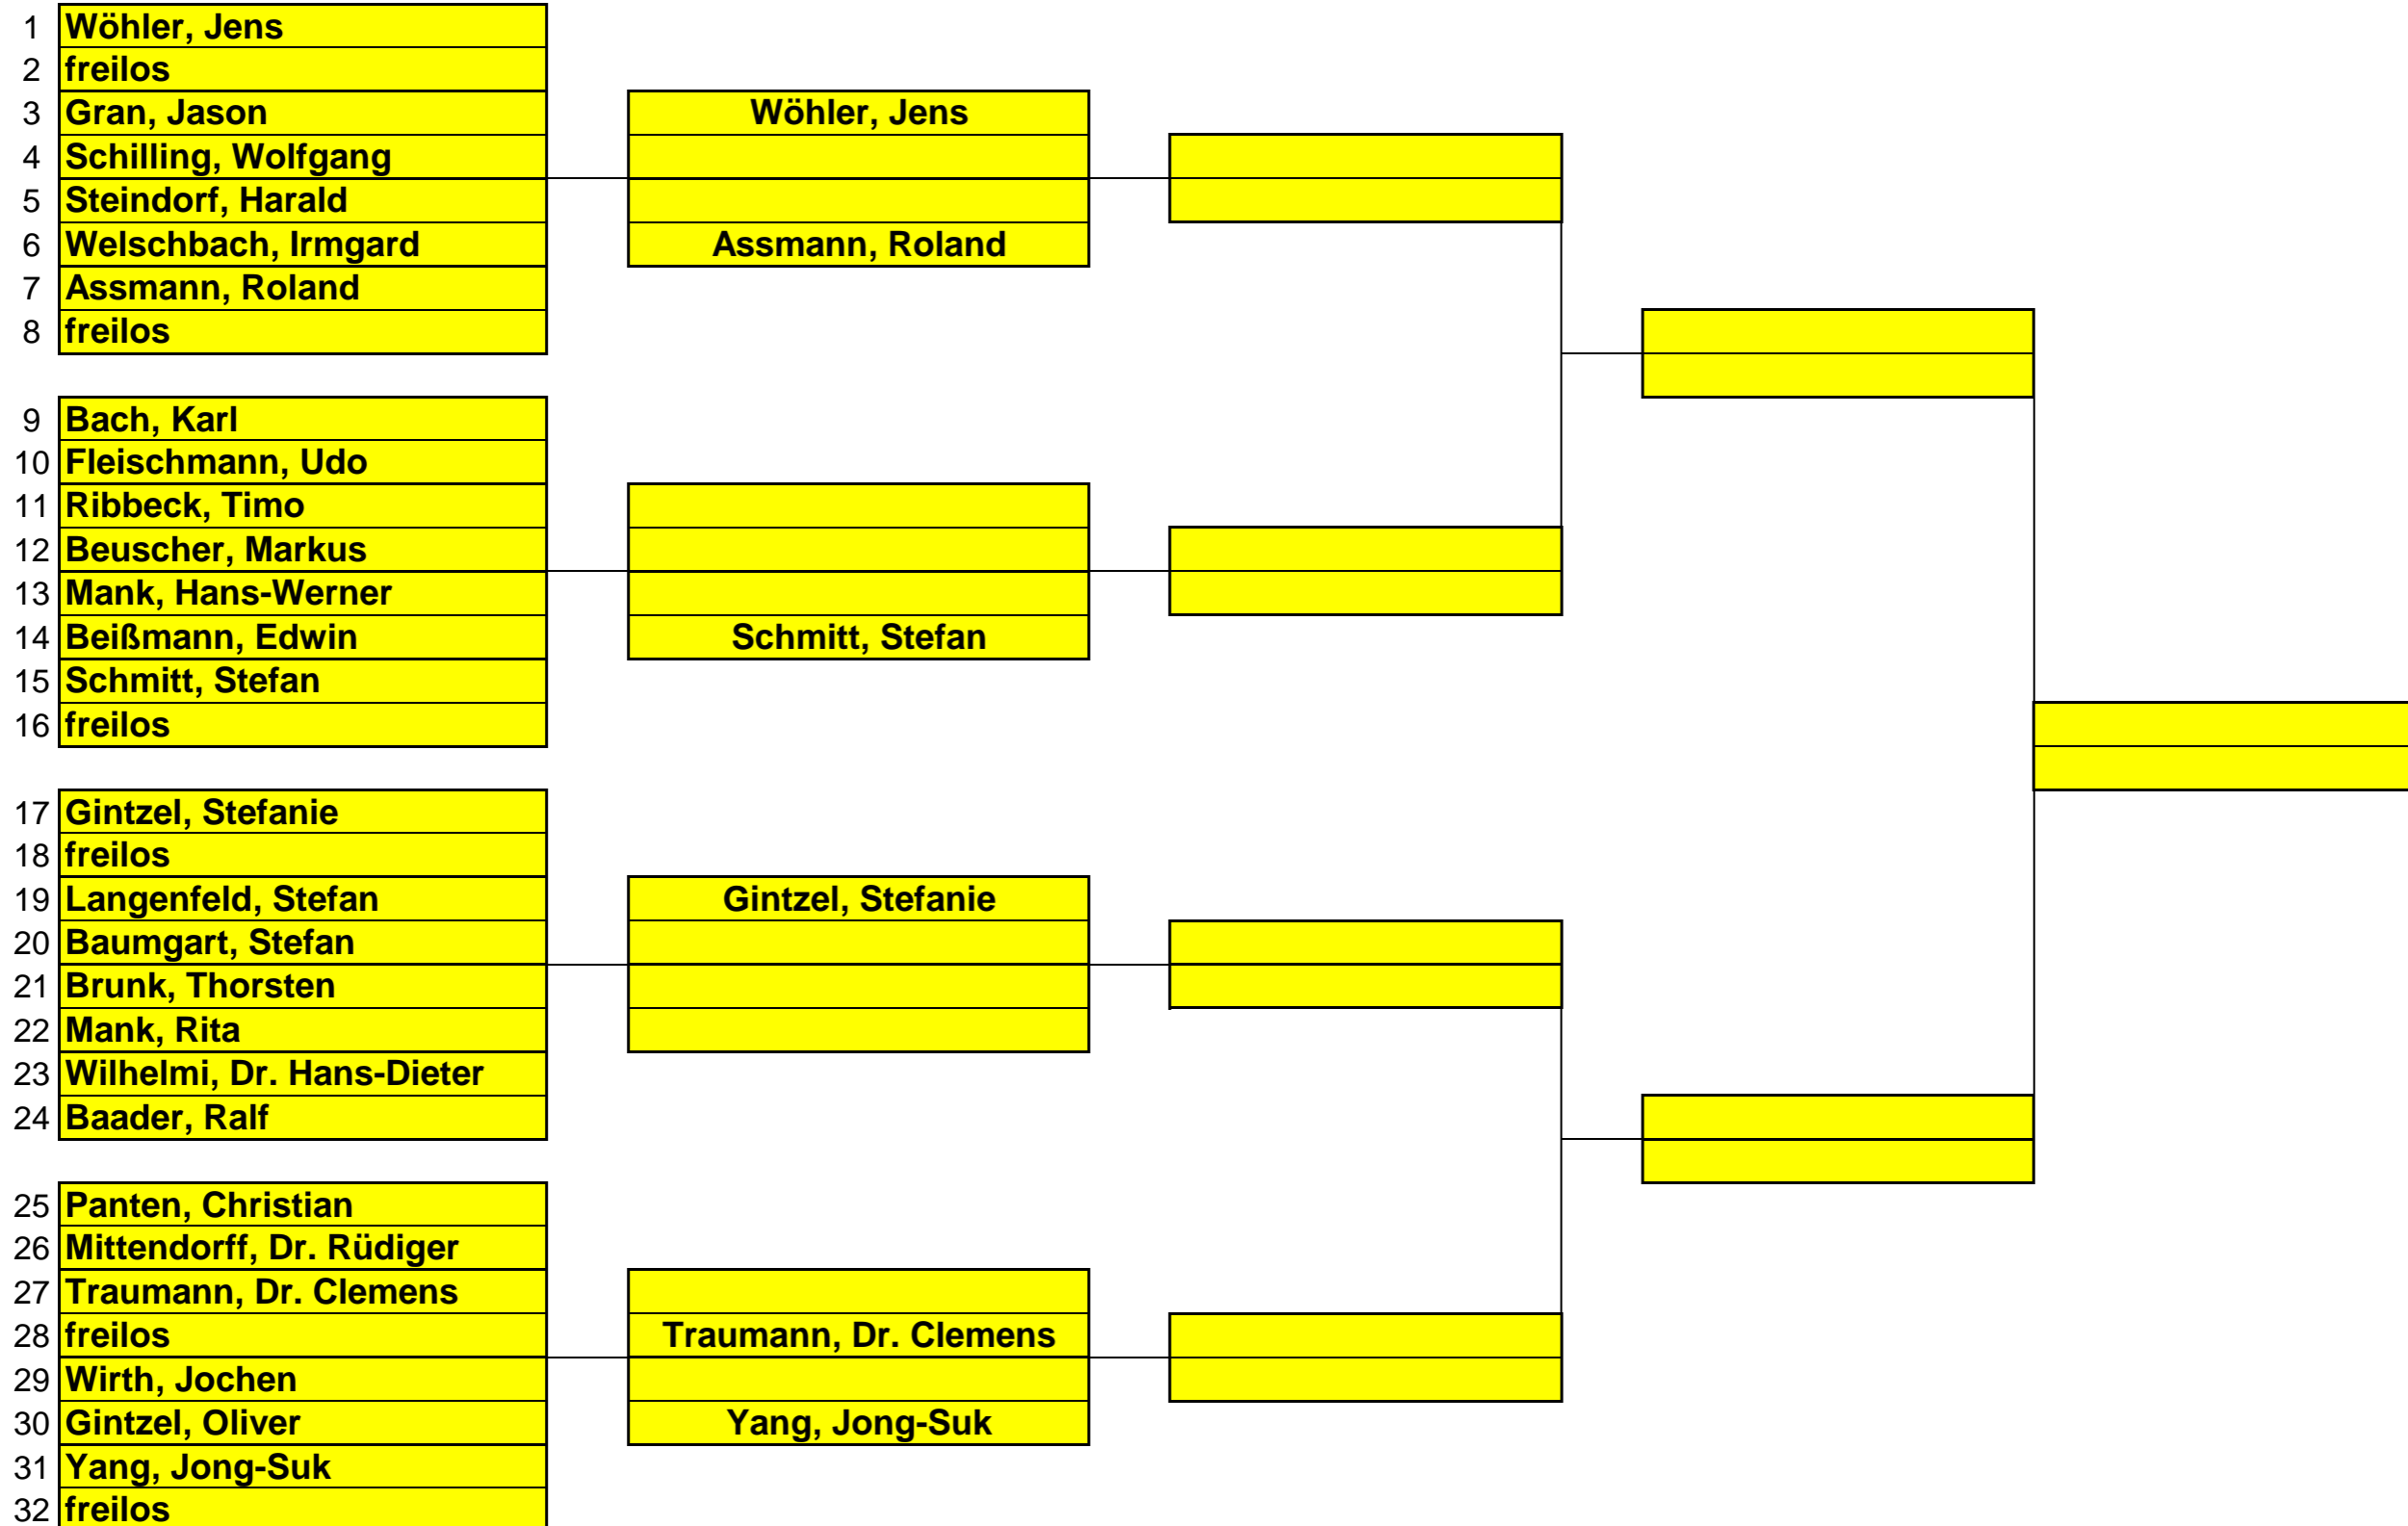 1 Wöhler, Jens
2 freilos
3 Gran, Jason Wöhler, Jens
4 Schilling, Wolfgang
5 Steindorf, Harald
6 Welschbach, Irmgard Assmann, Roland
7 Assmann, Roland
8 freilos
9 Bach, Karl
10 Fleischmann, Udo
11 Ribbeck, Timo
12 Beuscher, Markus
13 Mank, Hans-Werner
14 Beißmann, Edwin Schmitt, Stefan
15 Schmitt, Stefan
16 freilos
17 Gintzel, Stefanie
18 freilos
19 Langenfeld, Stefan Gintzel, Stefanie
20 Baumgart, Stefan
21 Brunk, Thorsten
22 Mank, Rita
23 Wilhelmi, Dr. Hans-Dieter
24 Baader, Ralf
25 Panten, Christian
26 Mittendorff, Dr. Rüdiger
27 Traumann, Dr. Clemens
28 freilos Traumann, Dr. Clemens
29 Wirth, Jochen
30 Gintzel, Oliver Yang, Jong-Suk
31 Yang, Jong-Suk
32 freilos